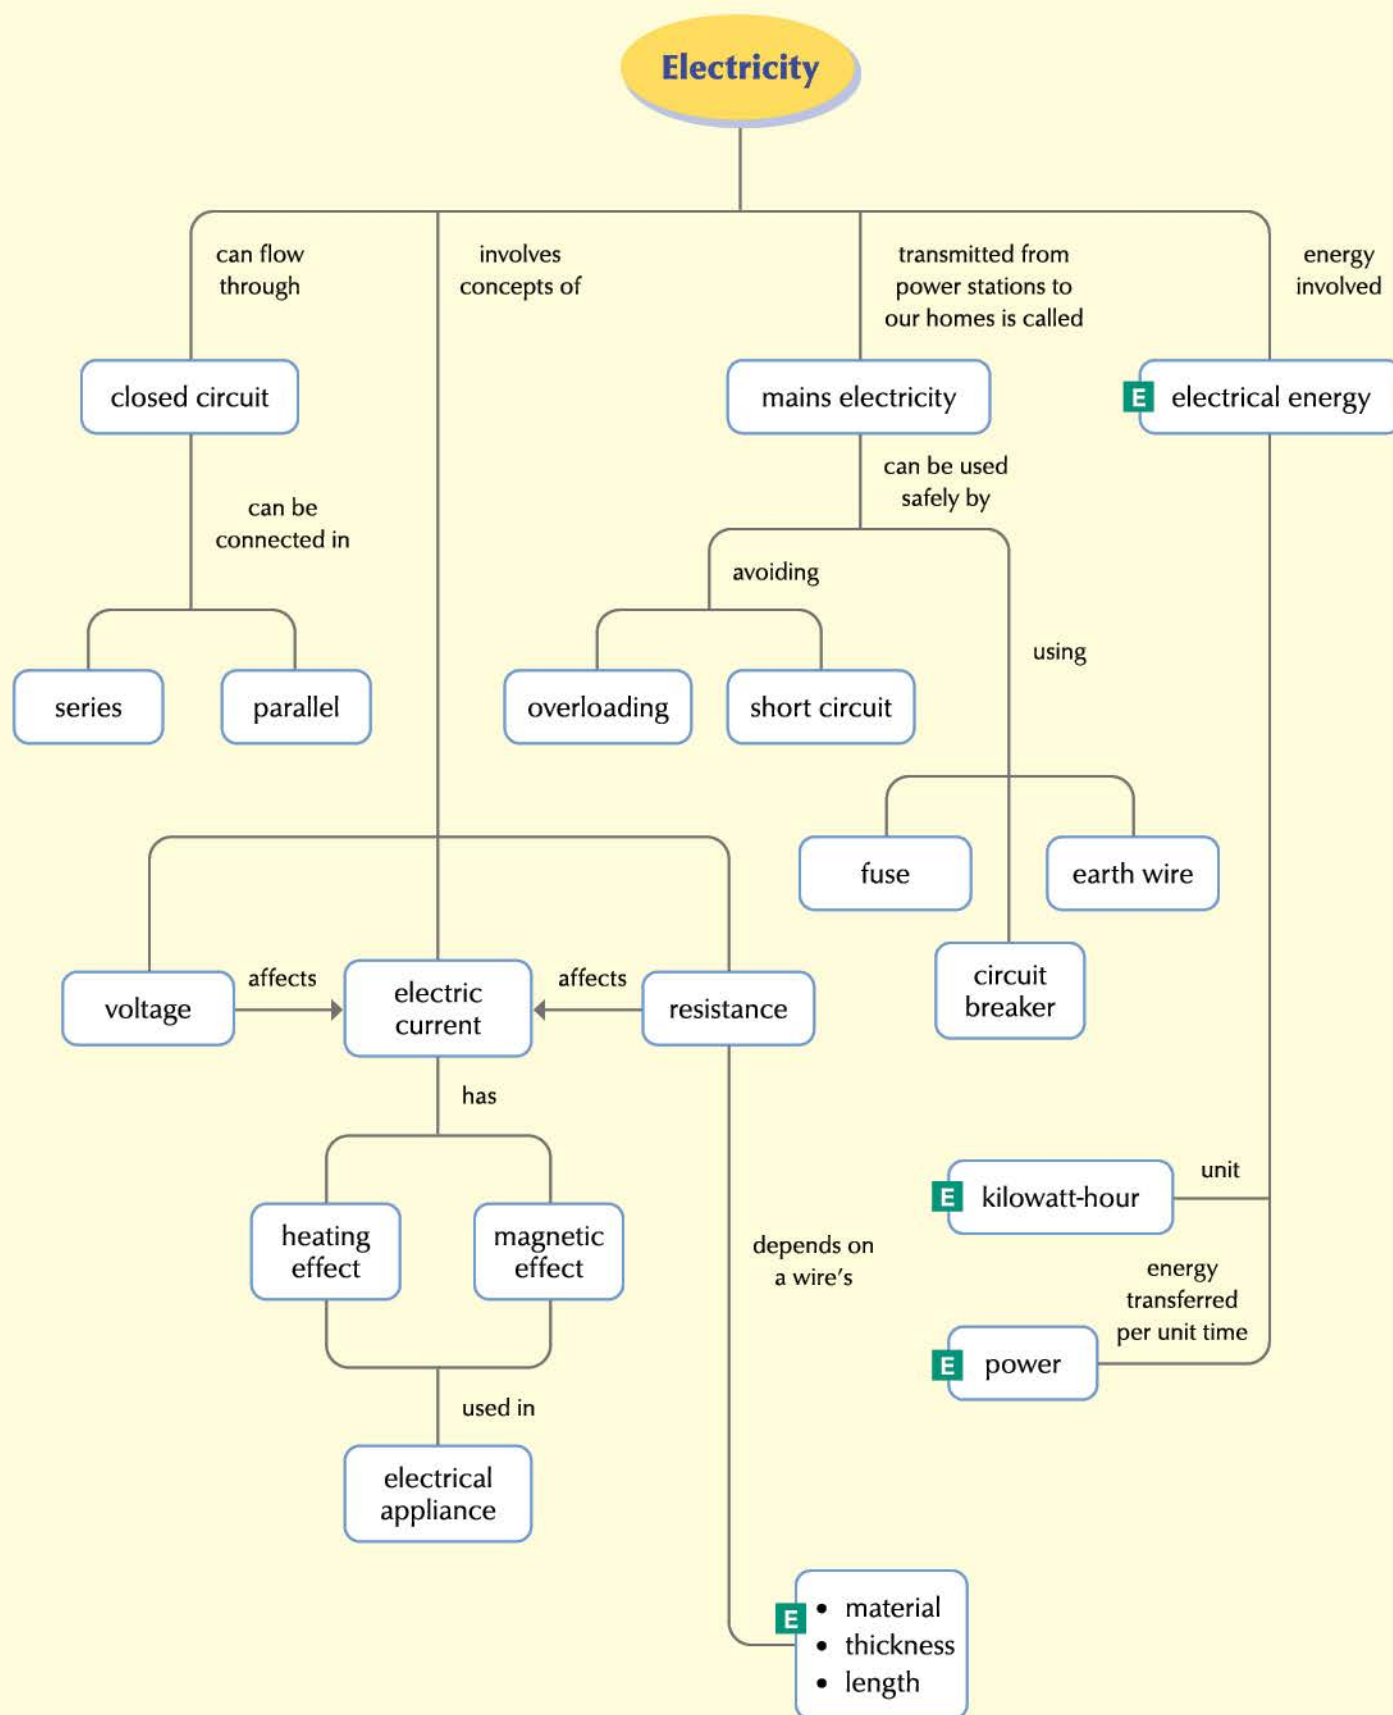 Electricity
can flow
through
involves
concepts of
transmitted from
power stations to
our homes is called
energy
involved
closed circuit
mains electricity
E electrical energy
can be
connected in
can be used
safely by
avoiding
using
series
parallel
overloading
short circuit
fuse
earth wire
circuit
breaker
voltage
affects
electric
current
affects
resistance
has
heating
effect
magnetic
effect
used in
electrical
appliance
depends on
a wire's
E • material
• thickness
• length
unit
E kilowatt-hour
energy
transferred
per unit time
E power